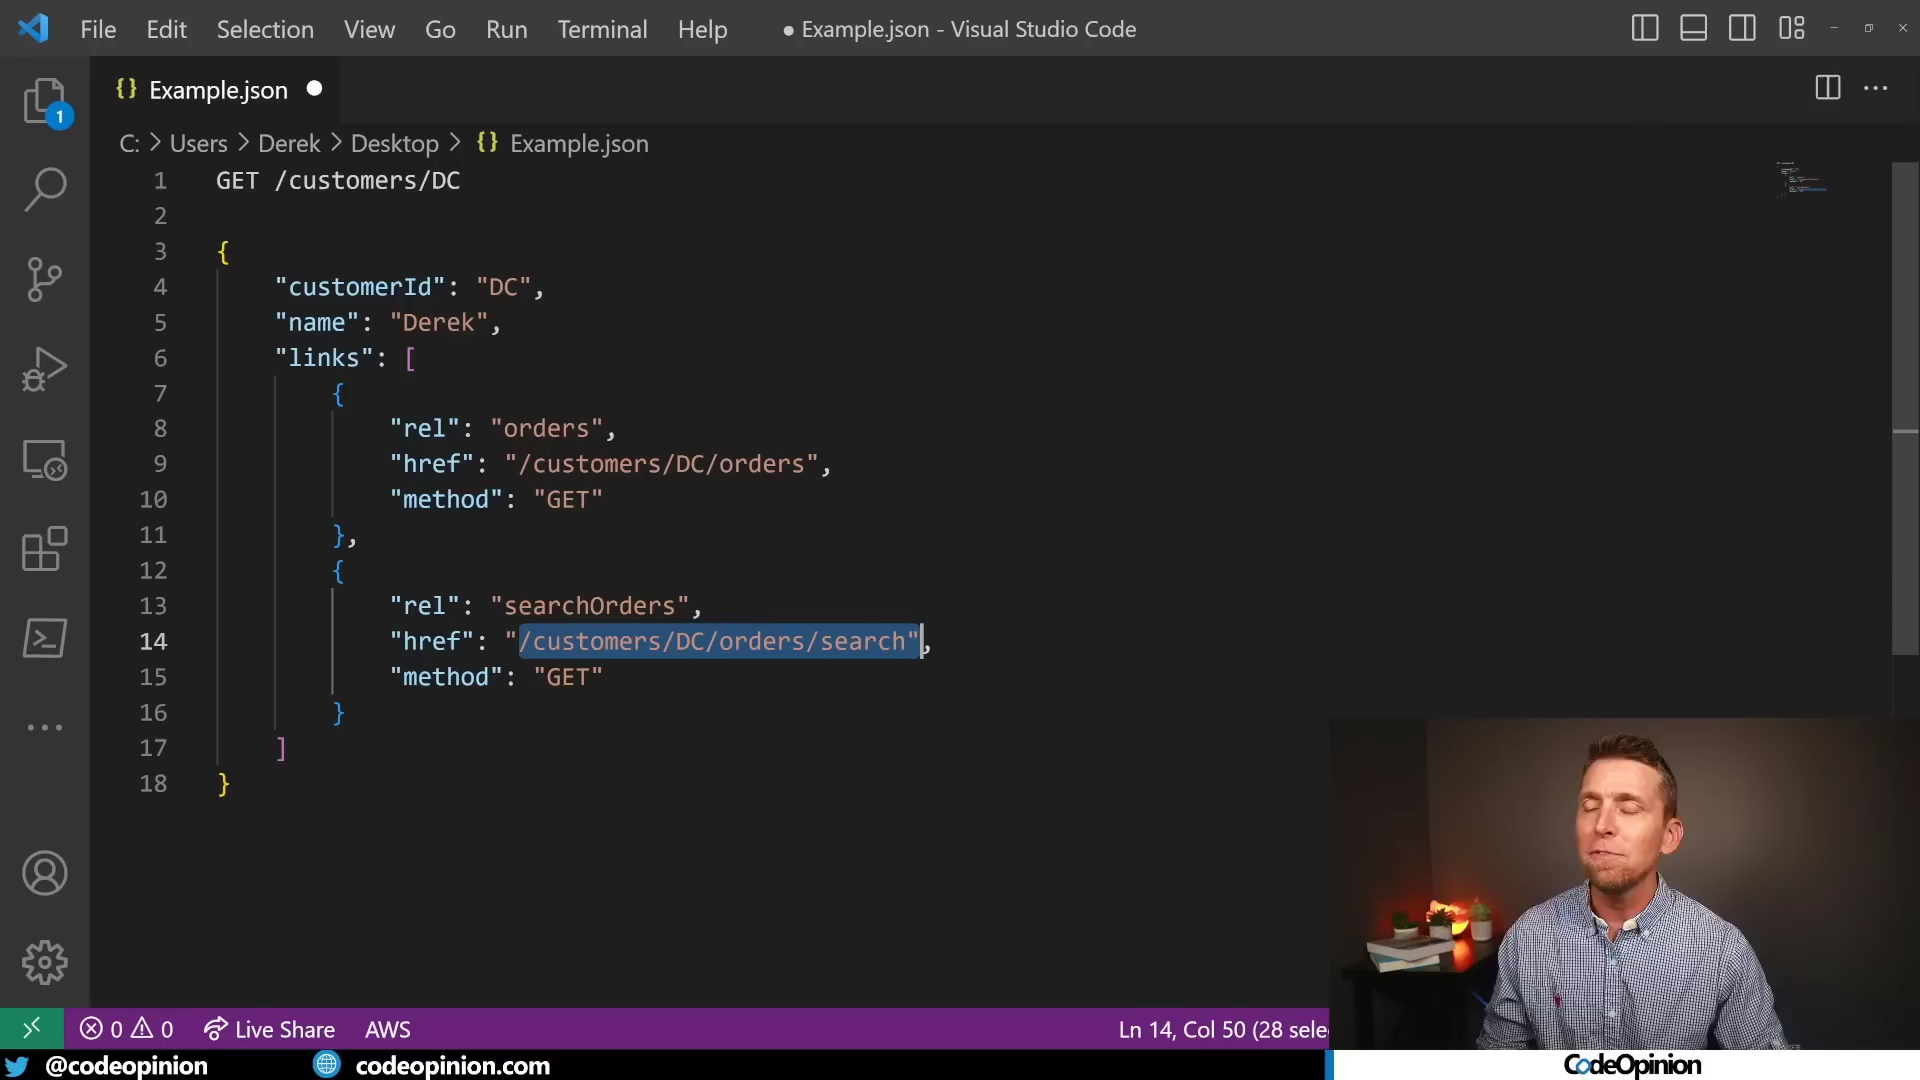 File Edit Selection View Go Run Terminal Help ● Example.json - Visual Studio Code
{} Example.json ●
1
C: > Users > Derek > Desktop > {} Example.json
1 GET /customers/DC
2
3 {
4 "customerId": "DC",
5 "name": "Derek",
6 "links": [
7 {
8 "rel": "orders",
9 "href": "/customers/DC/orders",
10 "method": "GET"
11 },
12 {
13 "rel": "searchOrders",
14 "href": "/customers/DC/orders/search",
15 "method": "GET"
16 }
17 ]
18 }
0 0 Live Share AWS Ln 14, Col 50 (28 sele
@codeopinion codeopinion.com CodeOpinion